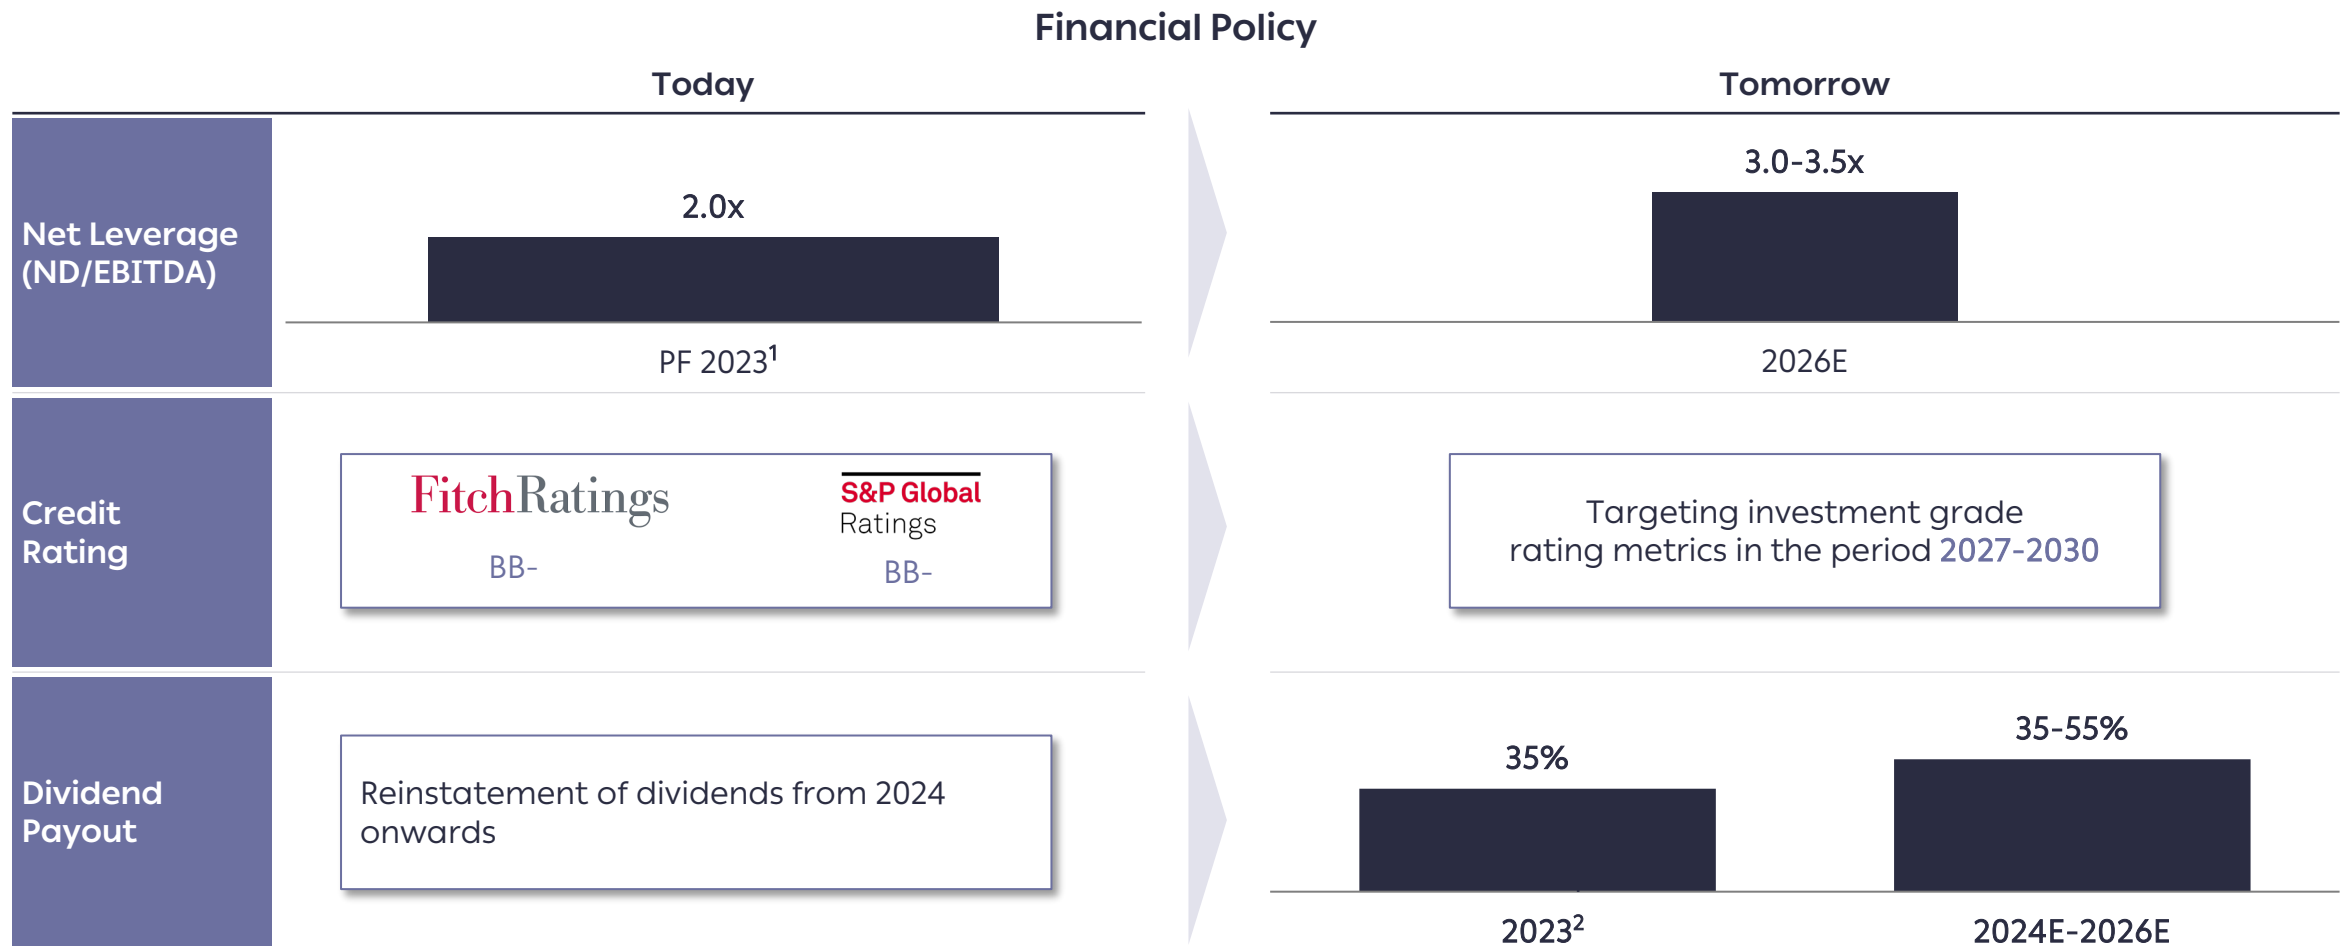 Financial Policy
Today
Tomorrow
Net Leverage
(ND/EBITDA)
2.0x
PF 2023¹
3.0-3.5x
2026E
Credit
Rating
FitchRatings
BB-
S&P Global
Ratings
BB-
Targeting investment grade
rating metrics in the period 2027-2030
Dividend
Payout
Reinstatement of dividends from 2024
onwards
35%
2023²
35-55%
2024E-2026E